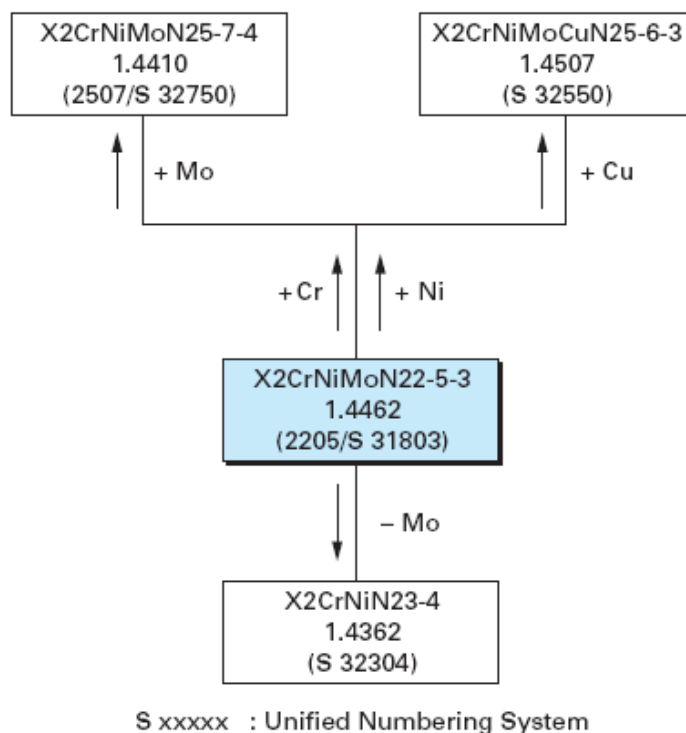 X2CrNiMoN25-7-4
1.4410
(2507/S 32750)
X2CrNiMoCuN25-6-3
1.4507
(S 32550)
+ Mo
+ Cu
+Cr
+ Ni
X2CrNiMoN22-5-3
1.4462
(2205/S 31803)
– Mo
X2CrNiN23-4
1.4362
(S 32304)
S xxxxx : Unified Numbering System